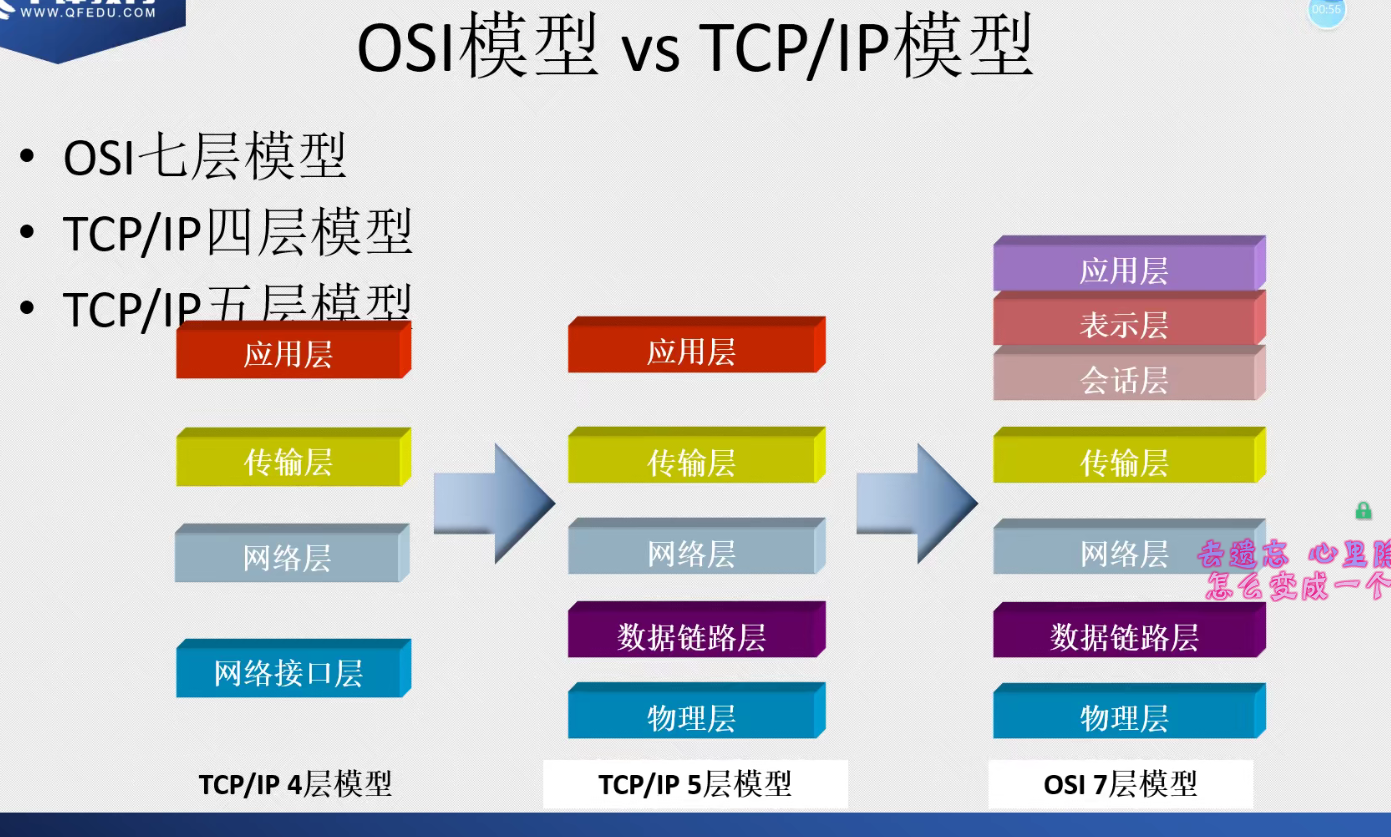 WWW.QFEDU.COM
00:56
OSI模型 vs TCP/IP模型
• OSI七层模型
• TCP/IP四层模型
• TCP/IP五层模型
应用层
传输层
网络层
网络接口层
TCP/IP 4层模型
应用层
传输层
网络层
数据链路层
物理层
TCP/IP 5层模型
应用层
表示层
会话层
传输层
网络层
数据链路层
物理层
OSI 7层模型
去遗忘 心里
怎么变成一个